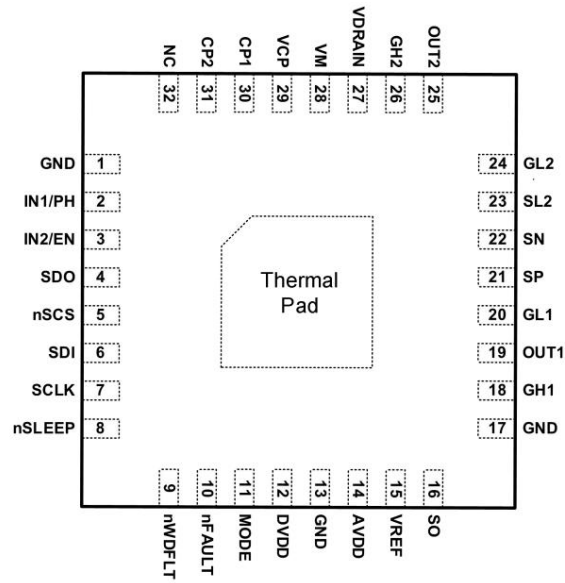 NC
CP2
CP1
VCP
VM
VDRAIN
GH2
OUT2
32
31
30
29
28
27
26
25
GND 1
IN1/PH 2
IN2/EN 3
SDO 4
nSCS 5
SDI 6
SCLK 7
nSLEEP 8
Thermal
Pad
24 GL2
23 SL2
22 SN
21 SP
20 GL1
19 OUT1
18 GH1
17 GND
9
10
11
12
13
14
15
16
nWDFLT
nFAULT
MODE
DVDD
GND
AVDD
VREF
SO